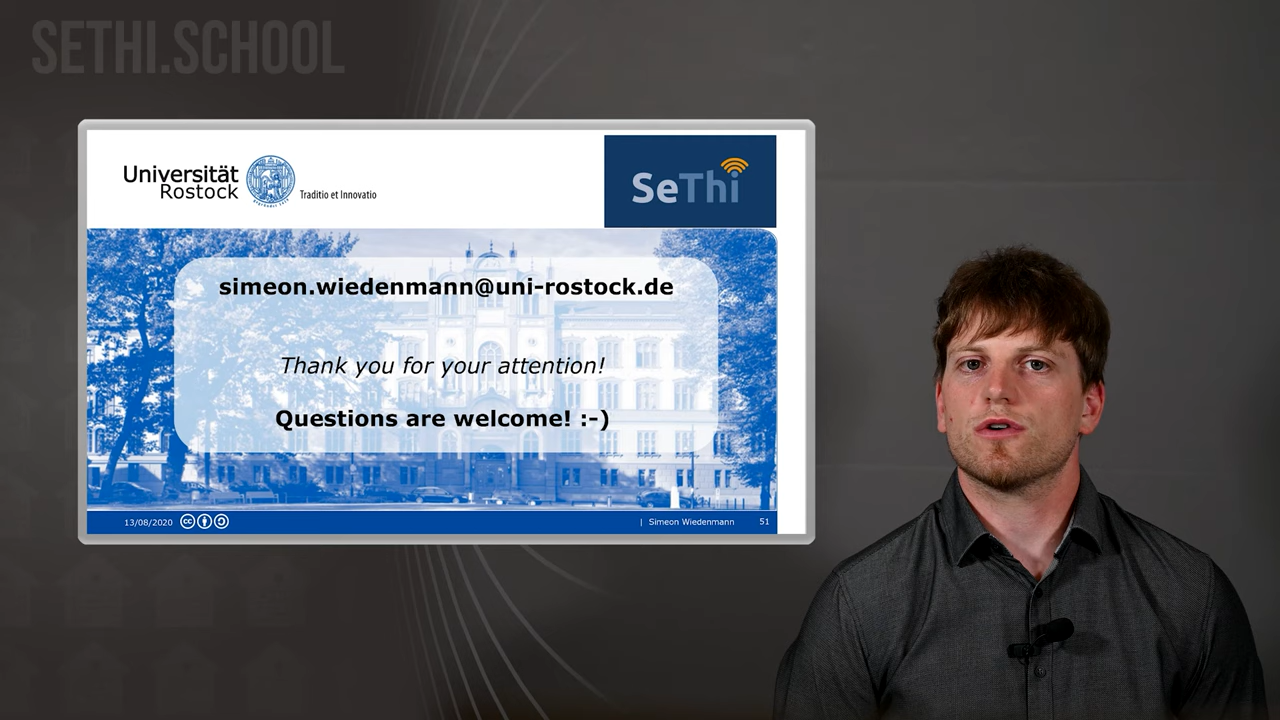 SETHI.SCHOOL
Universität
Rostock
Traditio et Innovatio
SeThi
simeon.wiedenmann@uni-rostock.de
Thank you for your attention!
Questions are welcome! :-)
13/08/2020
cc
| Simeon Wiedenmann 51